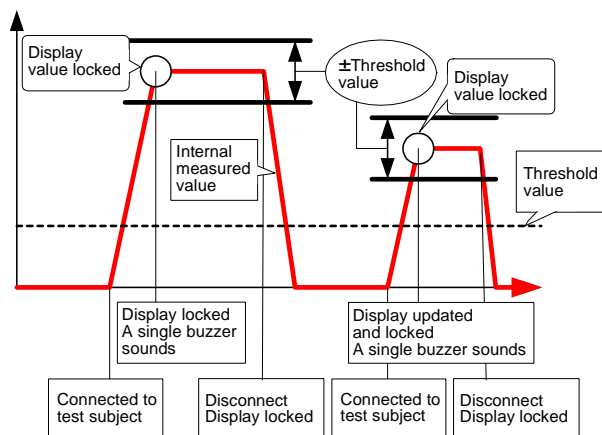 Display
value locked
±Threshold
value
Display
value locked
Internal
measured
value
Threshold
value
Display locked
A single buzzer
sounds
Display updated
and locked
A single buzzer sounds
Connected to
test subject
Disconnect
Display locked
Connected to
test subject
Disconnect
Display locked